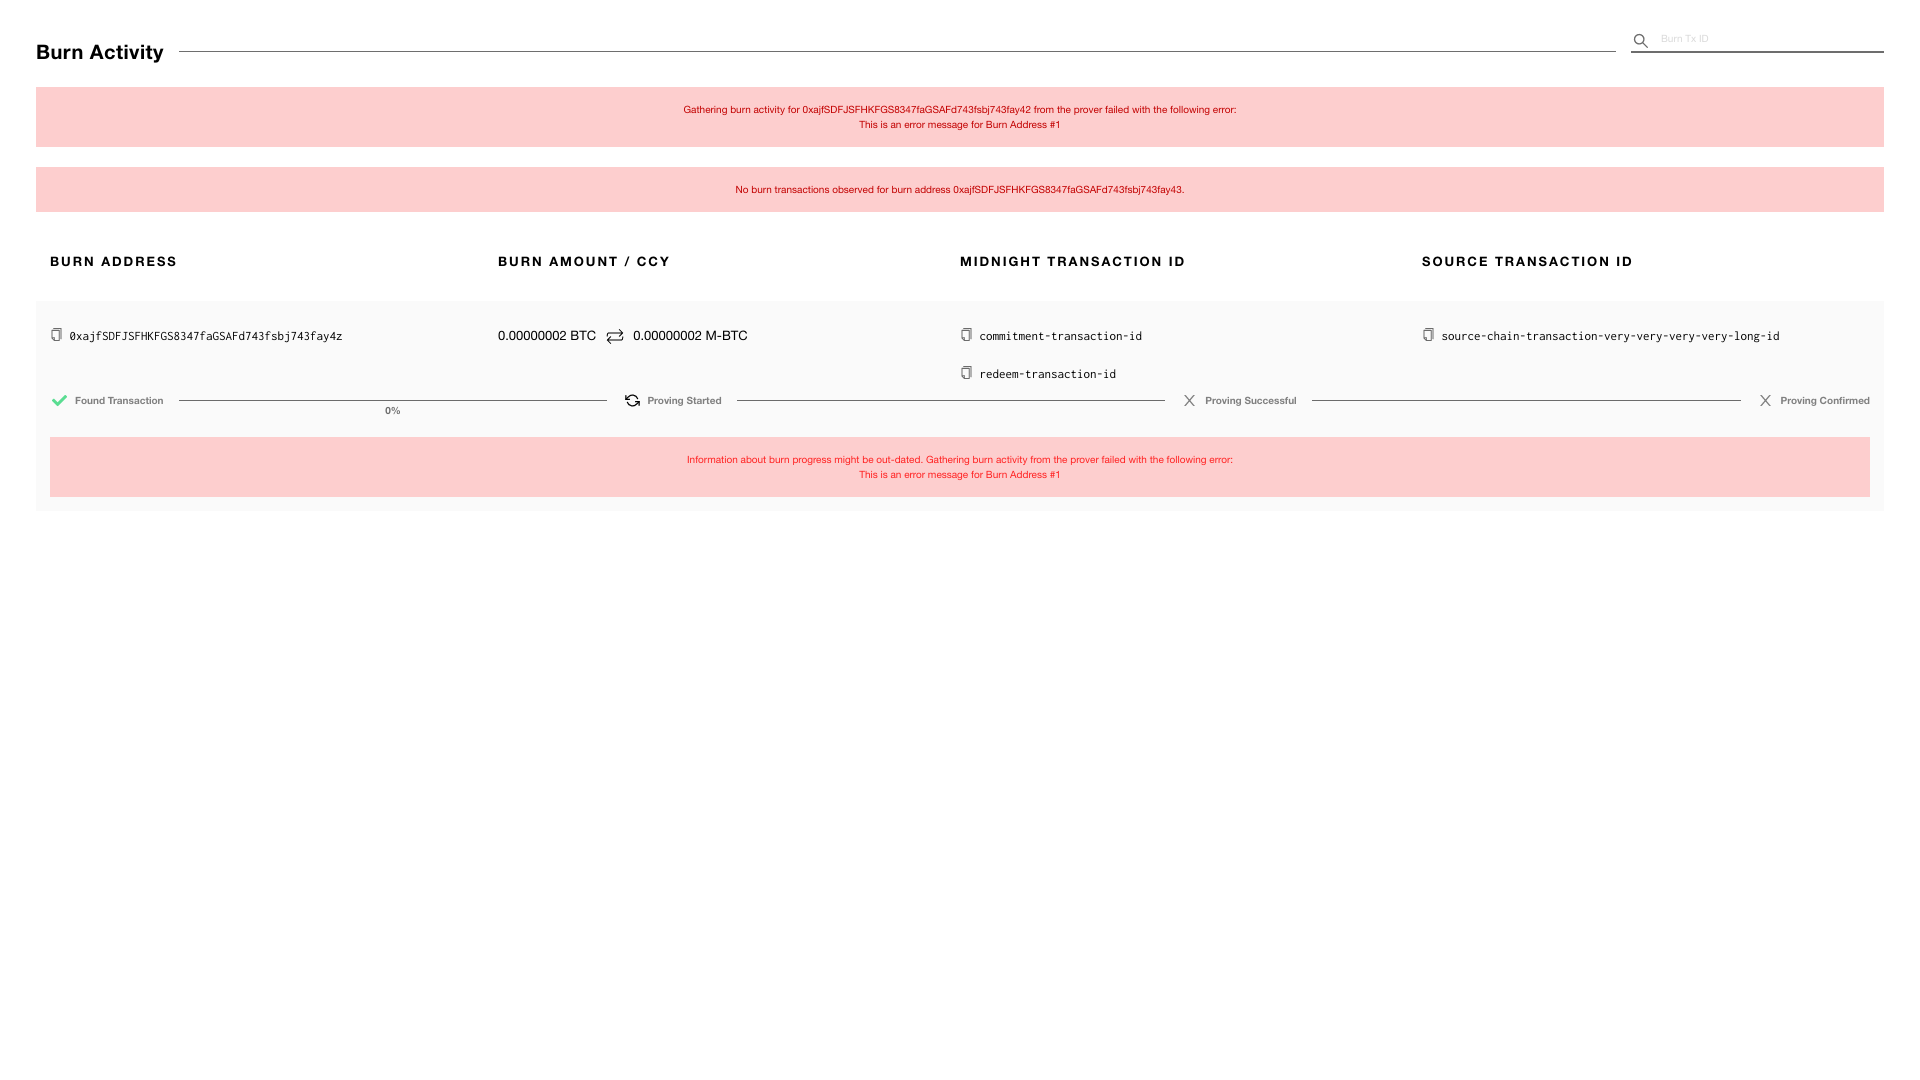 Burn Activity
Burn Tx ID
Gathering burn activity for 0xajfSDFJSFHKFGS8347faGSAFd743fsbj743fay42 from the prover failed with the following error:
This is an error message for Burn Address #1
No burn transactions observed for burn address 0xajfSDFJSFHKFGS8347faGSAFd743fsbj743fay43.
BURN ADDRESS
BURN AMOUNT / CCY
MIDNIGHT TRANSACTION ID
SOURCE TRANSACTION ID
0xajfSDFJSFHKFGS8347faGSAFd743fsbj743fay4z
0.00000002 BTC
0.00000002 M-BTC
commitment-transaction-id
source-chain-transaction-very-very-very-very-long-id
redeem-transaction-id
Found Transaction
0%
Proving Started
Proving Successful
Proving Confirmed
Information about burn progress might be out-dated. Gathering burn activity from the prover failed with the following error:
This is an error message for Burn Address #1